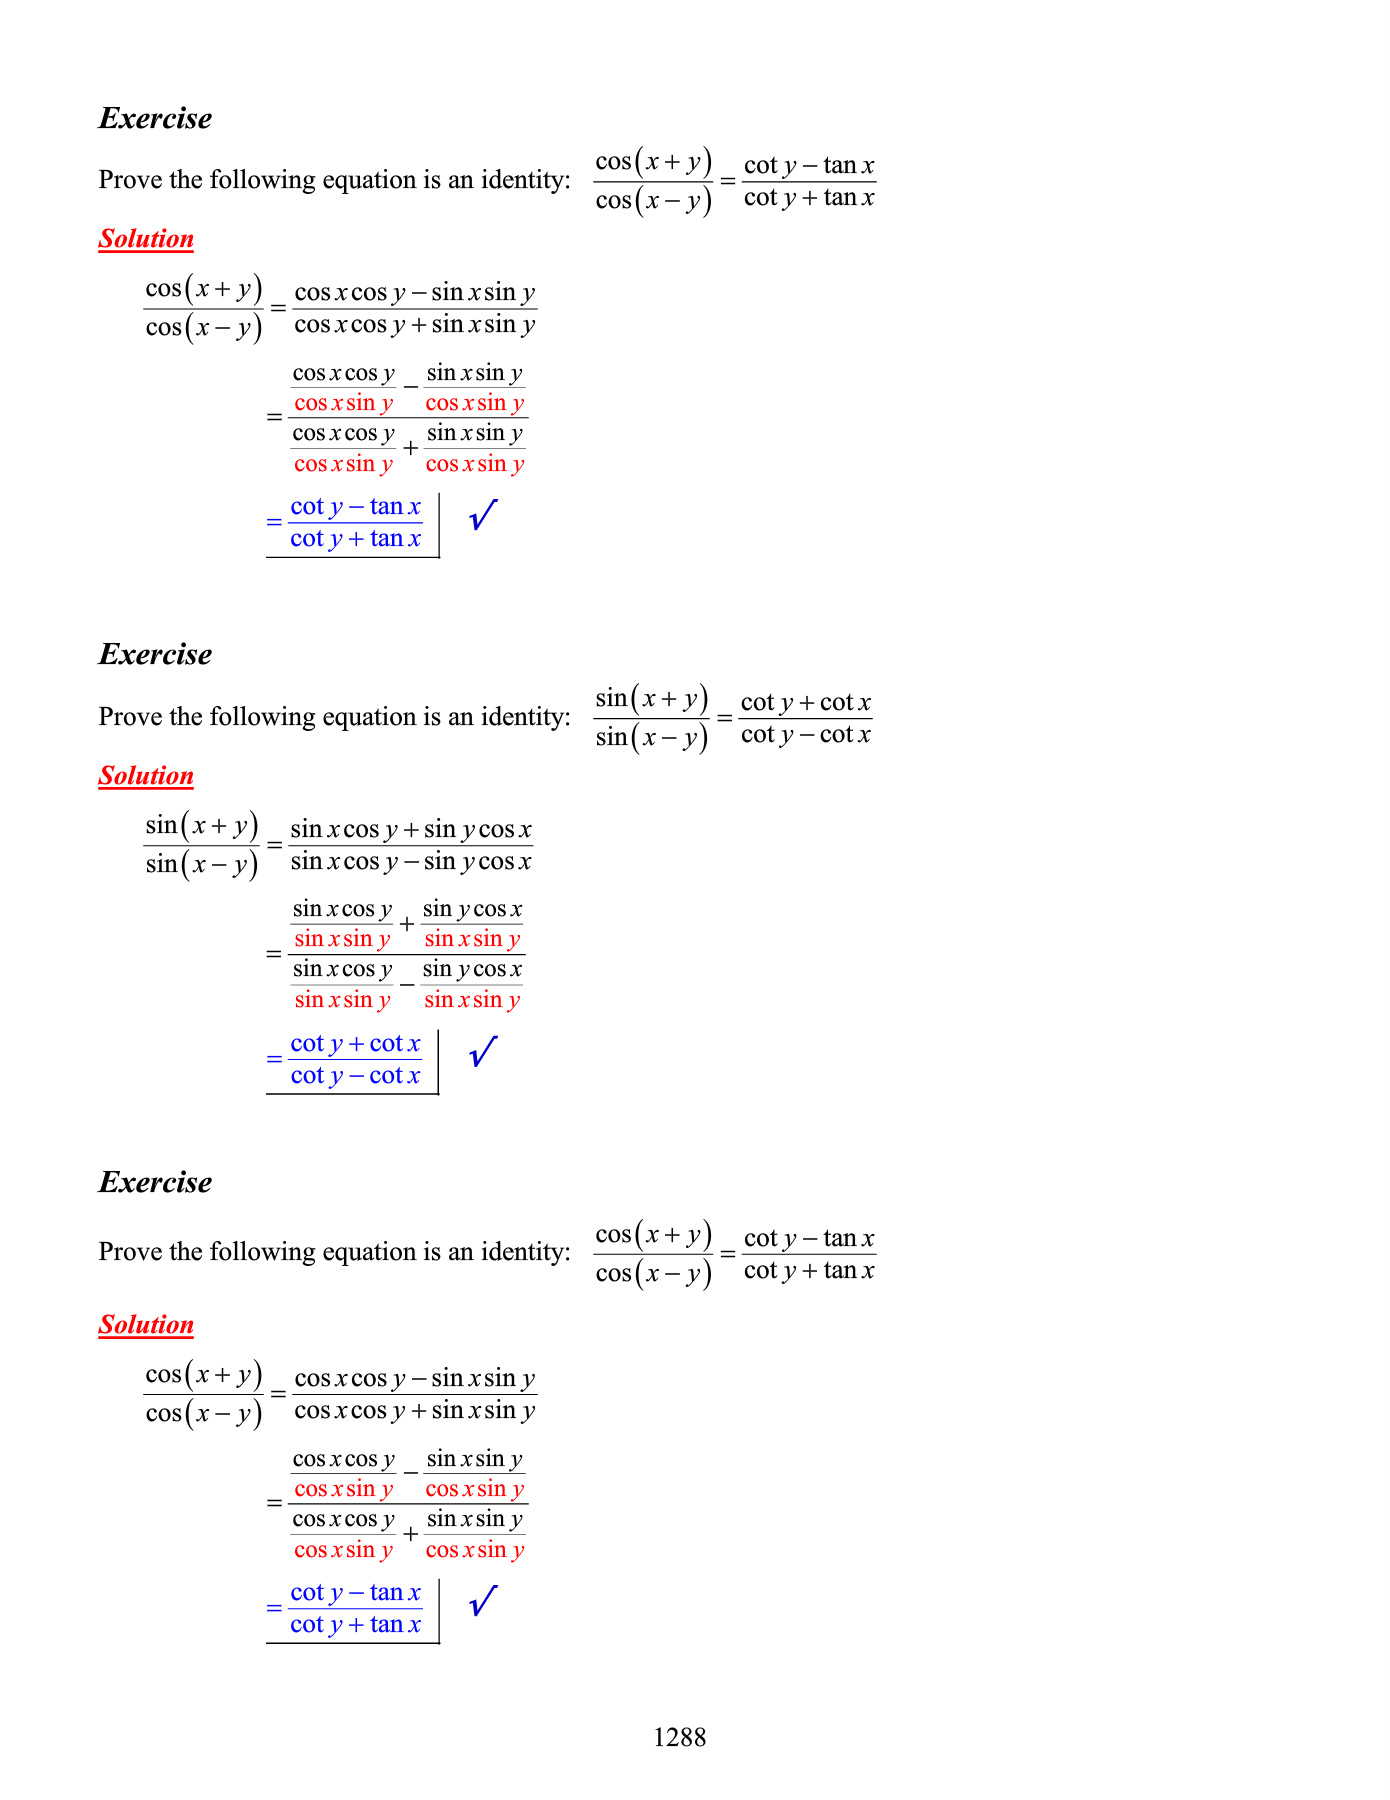 Exercise
Prove the following equation is an identity: \frac{\cos(x+y)}{\cos(x-y)} = \frac{\cot y - \tan x}{\cot y + \tan x}
Solution
\frac{\cos(x+y)}{\cos(x-y)} = \frac{\cos x \cos y - \sin x \sin y}{\cos x \cos y + \sin x \sin y}
= \frac{\frac{\cos x \cos y}{\cos x \sin y} - \frac{\sin x \sin y}{\cos x \sin y}}{\frac{\cos x \cos y}{\cos x \sin y} + \frac{\sin x \sin y}{\cos x \sin y}}
= \frac{\cot y - \tan x}{\cot y + \tan x} √
Exercise
Prove the following equation is an identity: \frac{\sin(x+y)}{\sin(x-y)} = \frac{\cot y + \cot x}{\cot y - \cot x}
Solution
\frac{\sin(x+y)}{\sin(x-y)} = \frac{\sin x \cos y + \sin y \cos x}{\sin x \cos y - \sin y \cos x}
= \frac{\frac{\sin x \cos y}{\sin x \sin y} + \frac{\sin y \cos x}{\sin x \sin y}}{\frac{\sin x \cos y}{\sin x \sin y} - \frac{\sin y \cos x}{\sin x \sin y}}
= \frac{\cot y + \cot x}{\cot y - \cot x} √
Exercise
Prove the following equation is an identity: \frac{\cos(x+y)}{\cos(x-y)} = \frac{\cot y - \tan x}{\cot y + \tan x}
Solution
\frac{\cos(x+y)}{\cos(x-y)} = \frac{\cos x \cos y - \sin x \sin y}{\cos x \cos y + \sin x \sin y}
= \frac{\frac{\cos x \cos y}{\cos x \sin y} - \frac{\sin x \sin y}{\cos x \sin y}}{\frac{\cos x \cos y}{\cos x \sin y} + \frac{\sin x \sin y}{\cos x \sin y}}
= \frac{\cot y - \tan x}{\cot y + \tan x} √
1288